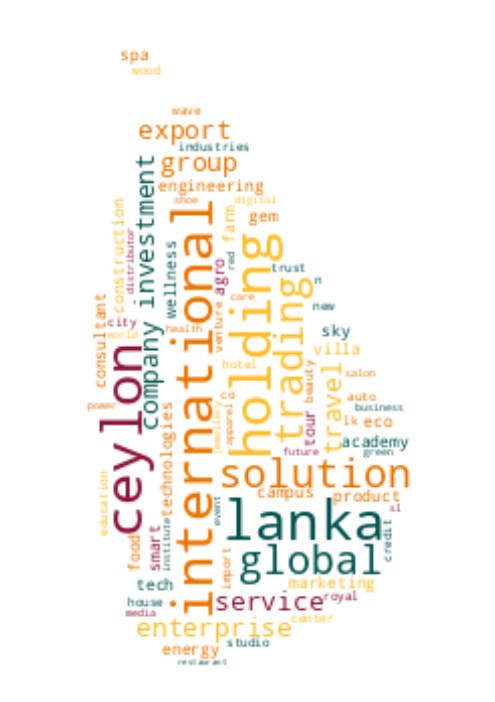 spa
wood
wave
export
industries
group
engineering
shoe
digital
investment
construction
distributor
international
farm
gem
wellness
agro
red
holding
trust
care
n
trading
new
consultant
city
world
company
health
venture
sky
villa
ceylon
hotel
travel
salon
beauty
power
technologies
jewellery
apparel
co
tour
auto
business
lk
eco
academy
future
green
solution
education
campus
product
sl
event
lanka
food
smart
institute
global
credit
tech
import
marketing
house
media
service
royal
enterprise
center
studio
energy
restaurant